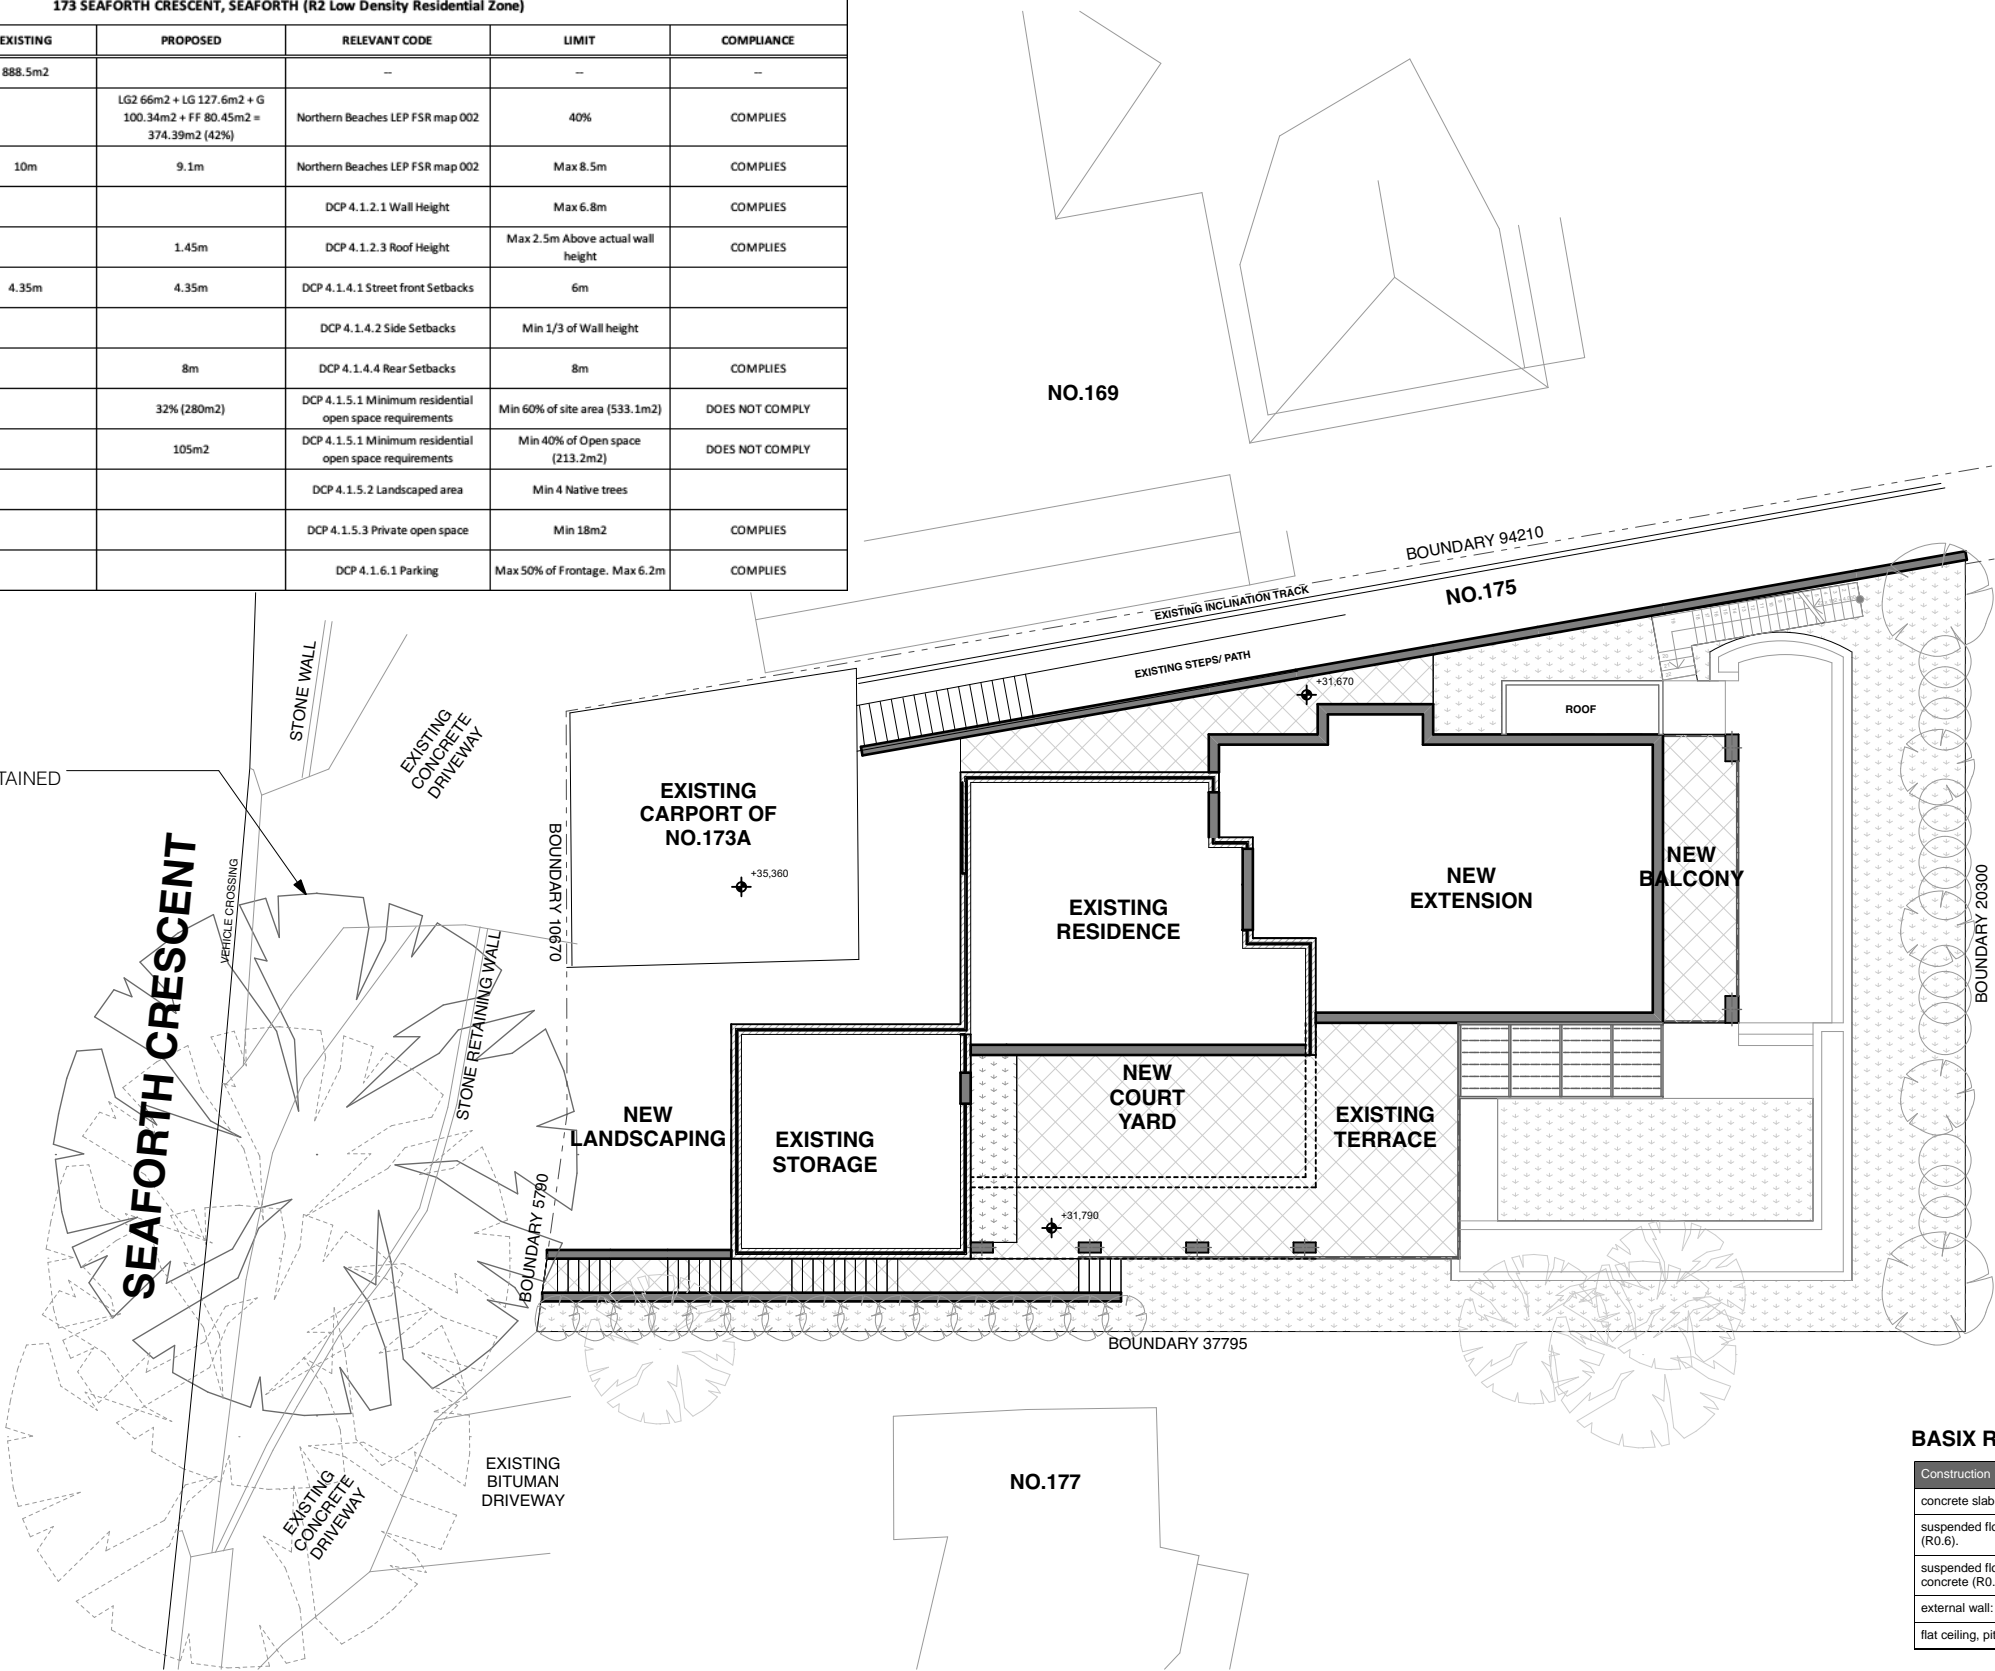 173 SEAFORTH CRESCENT, SEAFORTH (R2 Low Density Residential Zone)
EXISTING PROPOSED RELEVANT CODE LIMIT COMPLIANCE
888.5m2 -- -- --
LG2 66m2 + LG 127.6m2 + G
100.34m2 + FF 80.45m2 =
374.39m2 (42%)
Northern Beaches LEP FSR map 002 40% COMPLIES
10m 9.1m Northern Beaches LEP FSR map 002 Max 8.5m COMPLIES
DCP 4.1.2.1 Wall Height Max 6.8m COMPLIES
1.45m DCP 4.1.2.3 Roof Height Max 2.5m Above actual wall
height COMPLIES
4.35m 4.35m DCP 4.1.4.1 Street front Setbacks 6m
DCP 4.1.4.2 Side Setbacks Min 1/3 of Wall height
8m DCP 4.1.4.4 Rear Setbacks 8m COMPLIES
32% (280m2) DCP 4.1.5.1 Minimum residential
open space requirements Min 60% of site area (533.1m2) DOES NOT COMPLY
105m2 DCP 4.1.5.1 Minimum residential
open space requirements Min 40% of Open space
(213.2m2) DOES NOT COMPLY
DCP 4.1.5.2 Landscaped area Min 4 Native trees
DCP 4.1.5.3 Private open space Min 18m2 COMPLIES
DCP 4.1.6.1 Parking Max 50% of Frontage. Max 6.2m COMPLIES
NO.169
BOUNDARY 94210
NO.175
EXISTING INCLINATION TRACK
EXISTING STEPS/ PATH
+31,670
ROOF
STONE WALL
EXISTING
CONCRETE
DRIVEWAY
TAINED
EXISTING
CARPORT OF
NO.173A
+35,360
BOUNDARY 10670
VEHICLE CROSSING
SEAFORTH CRESCENT
STONE RETAINING WALL
EXISTING
RESIDENCE
NEW
EXTENSION
NEW
BALCONY
BOUNDARY 20300
NEW
LANDSCAPING
EXISTING
STORAGE
NEW
COURT
YARD
EXISTING
TERRACE
BOUNDARY 5790
+31,790
BOUNDARY 37795
EXISTING
BITUMAN
DRIVEWAY
EXISTING
CONCRETE
DRIVEWAY
NO.177
BASIX R
Construction
concrete slab
suspended flo
(R0.6).
suspended flo
concrete (R0.
external wall:
flat ceiling, pit